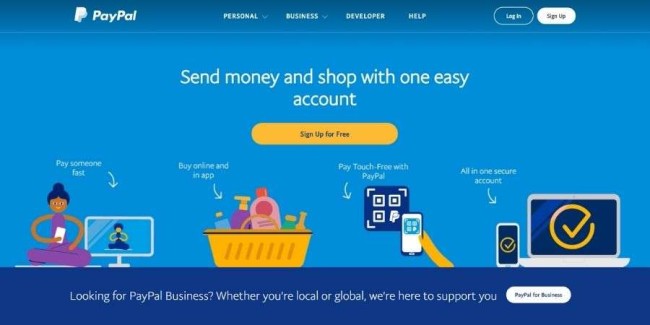 PayPal PERSONAL BUSINESS DEVELOPER HELP Log In Sign Up
Send money and shop with one easy
account
Sign Up for Free
Pay someone
fast
Buy online and
in app
Pay Touch-Free with
PayPal
All in one secure
account
Looking for PayPal Business? Whether you're local or global, we're here to support you PayPal for Business